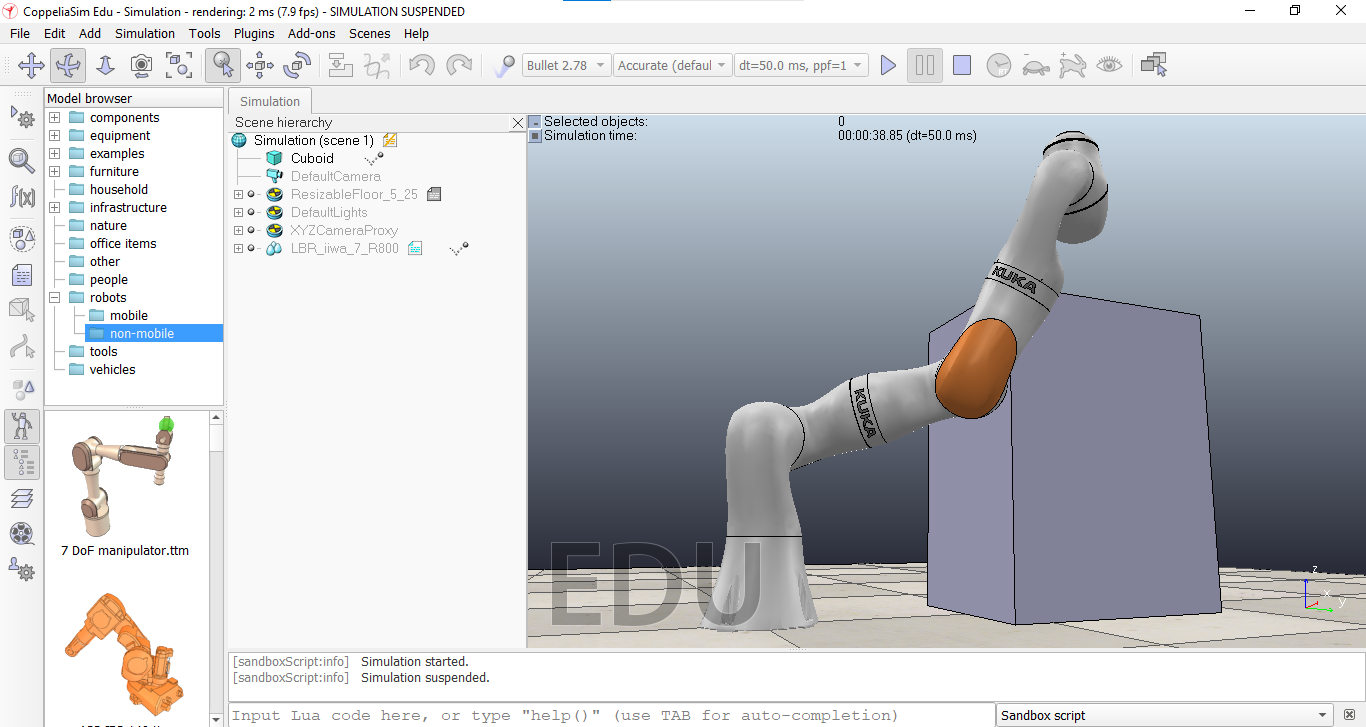 CoppeliaSim Edu - Simulation - rendering: 2 ms (7.9 fps) - SIMULATION SUSPENDED
File Edit Add Simulation Tools Plugins Add-ons Scenes Help
Bullet 2.78 Accurate (defaul dt=50.0 ms, ppf=1
Model browser
components
equipment
examples
furniture
household
infrastructure
nature
office items
other
people
robots
mobile
non-mobile
tools
vehicles
7 DoF manipulator.ttm
Simulation
Scene hierarchy
Simulation (scene 1)
Cuboid
DefaultCamera
ResizableFloor_5_25
DefaultLights
XYZCameraProxy
LBR_iiwa_7_R800
Selected objects: 0
Simulation time: 00:00:38.85 (dt=50.0 ms)
KUKA
KUKA
EDU
z
x
y
[sandboxScript:info] Simulation started.
[sandboxScript:info] Simulation suspended.
Input Lua code here, or type "help()" (use TAB for auto-completion)
Sandbox script